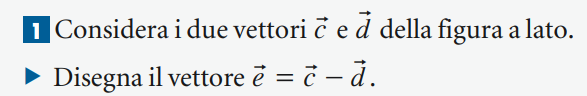 1 Considera i due vettori c⃗ e d⃗ della figura a lato.
▶ Disegna il vettore e⃗ = c⃗ − d⃗.